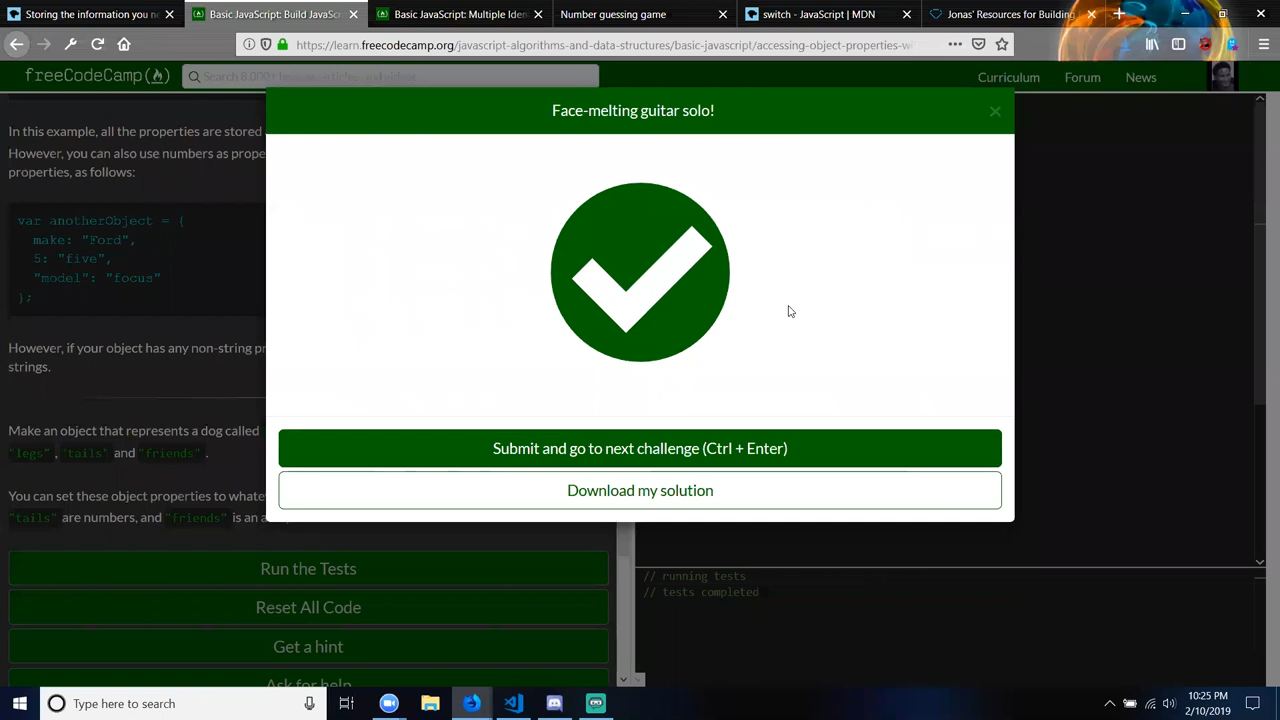 Storing the information you n
Basic JavaScript: Build JavaScr
Basic JavaScript: Multiple Iden
Number guessing game
switch - JavaScript | MDN
Jonas' Resources for Building
https://learn.freecodecamp.org/javascript-algorithms-and-data-structures/basic-javascript/accessing-object-properties-w
freeCodeCamp
Search 8,000+
Curriculum
Forum
News
Face-melting guitar solo!
In this example, all the properties are stored
However, you can also use numbers as prope
properties, as follows:
var anotherObject = {
make: "Ford",
5: "five",
"model": "focus"
};
However, if your object has any non-string pr
strings.
Make an object that represents a dog called
"legs", "tails" and "friends".
You can set these object properties to whate
"tails" are numbers, and "friends" is an a
Submit and go to next challenge (Ctrl + Enter)
Download my solution
Run the Tests
Reset All Code
Get a hint
Ask for help
// running tests
// tests completed
Type here to search
10:25 PM
2/10/2019